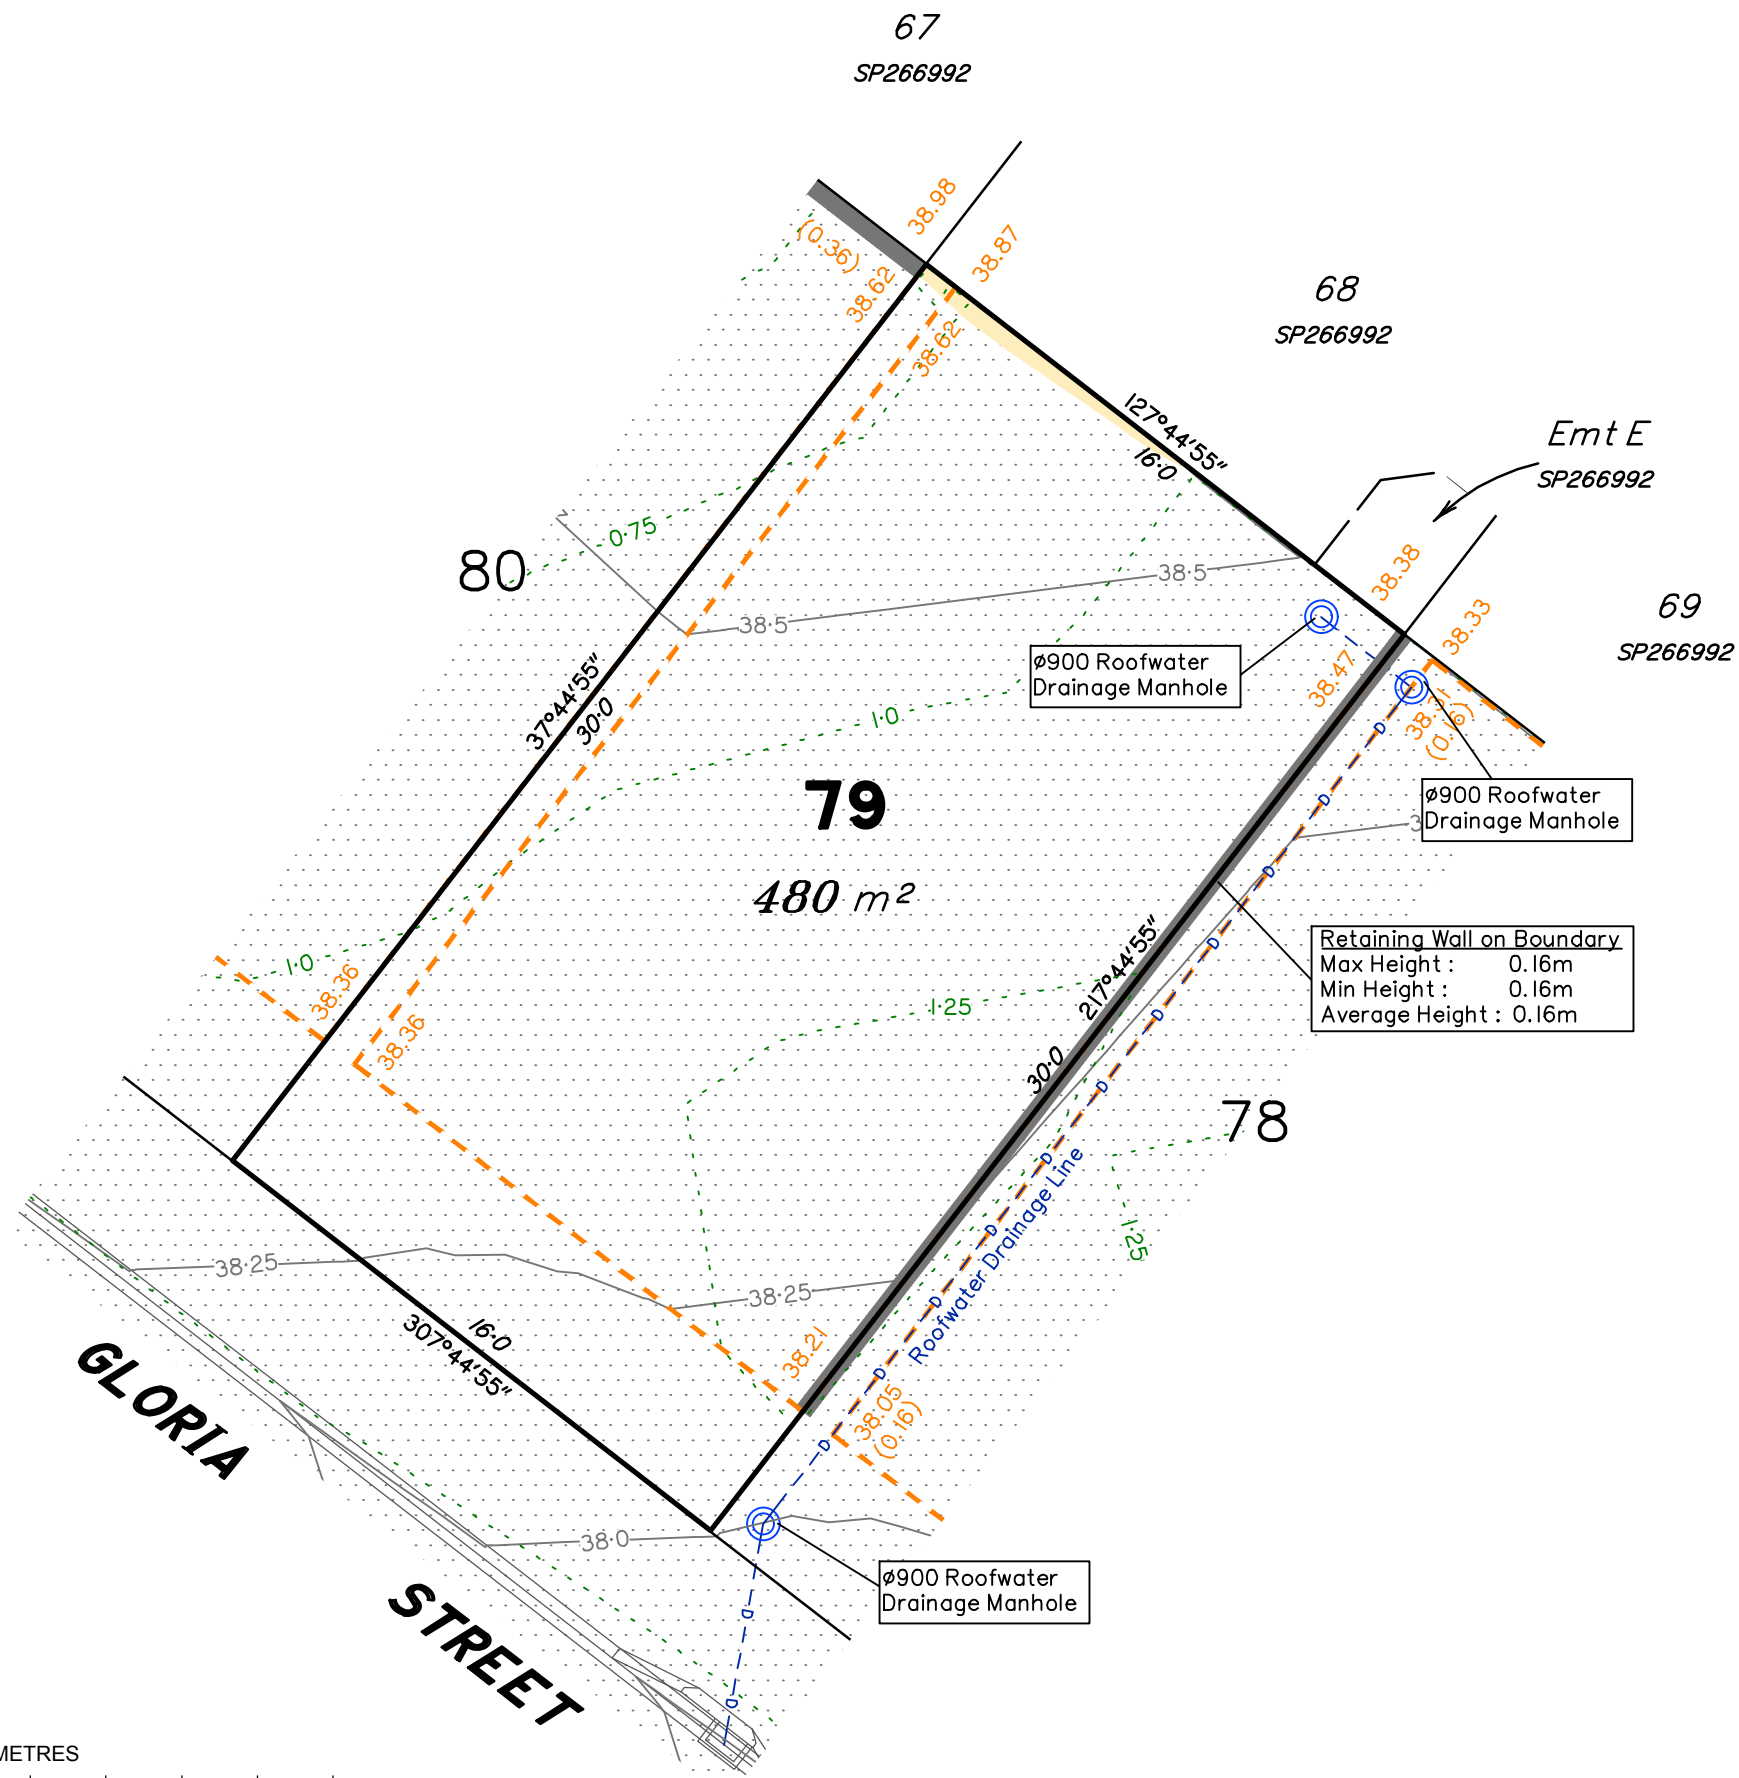 67
SP266992
38.98
(0.36)
38.62
38.87
38.62
68
SP266992
127°44'55"
16·0
Emt E
SP266992
80
0·75
38·5
38·5
38.38
38.33
69
SP266992
ø900 Roofwater
Drainage Manhole
38.47
38.31
(0.16)
37°44'55"
30·0
1·0
79
480 m²
ø900 Roofwater
Drainage Manhole
Retaining Wall on Boundary
Max Height : 0.16m
Min Height : 0.16m
Average Height : 0.16m
217°44'55"
30·0
1·0
38.36
38.36
1·25
78
1·25
D
D
D
D
D
D
D
D
D
D
D
D
D
Roofwater Drainage Line
38·25
38·25
38.21
38.05
(0.16)
16·0
307°44'55"
GLORIA
STREET
38·0
ø900 Roofwater
Drainage Manhole
METRES